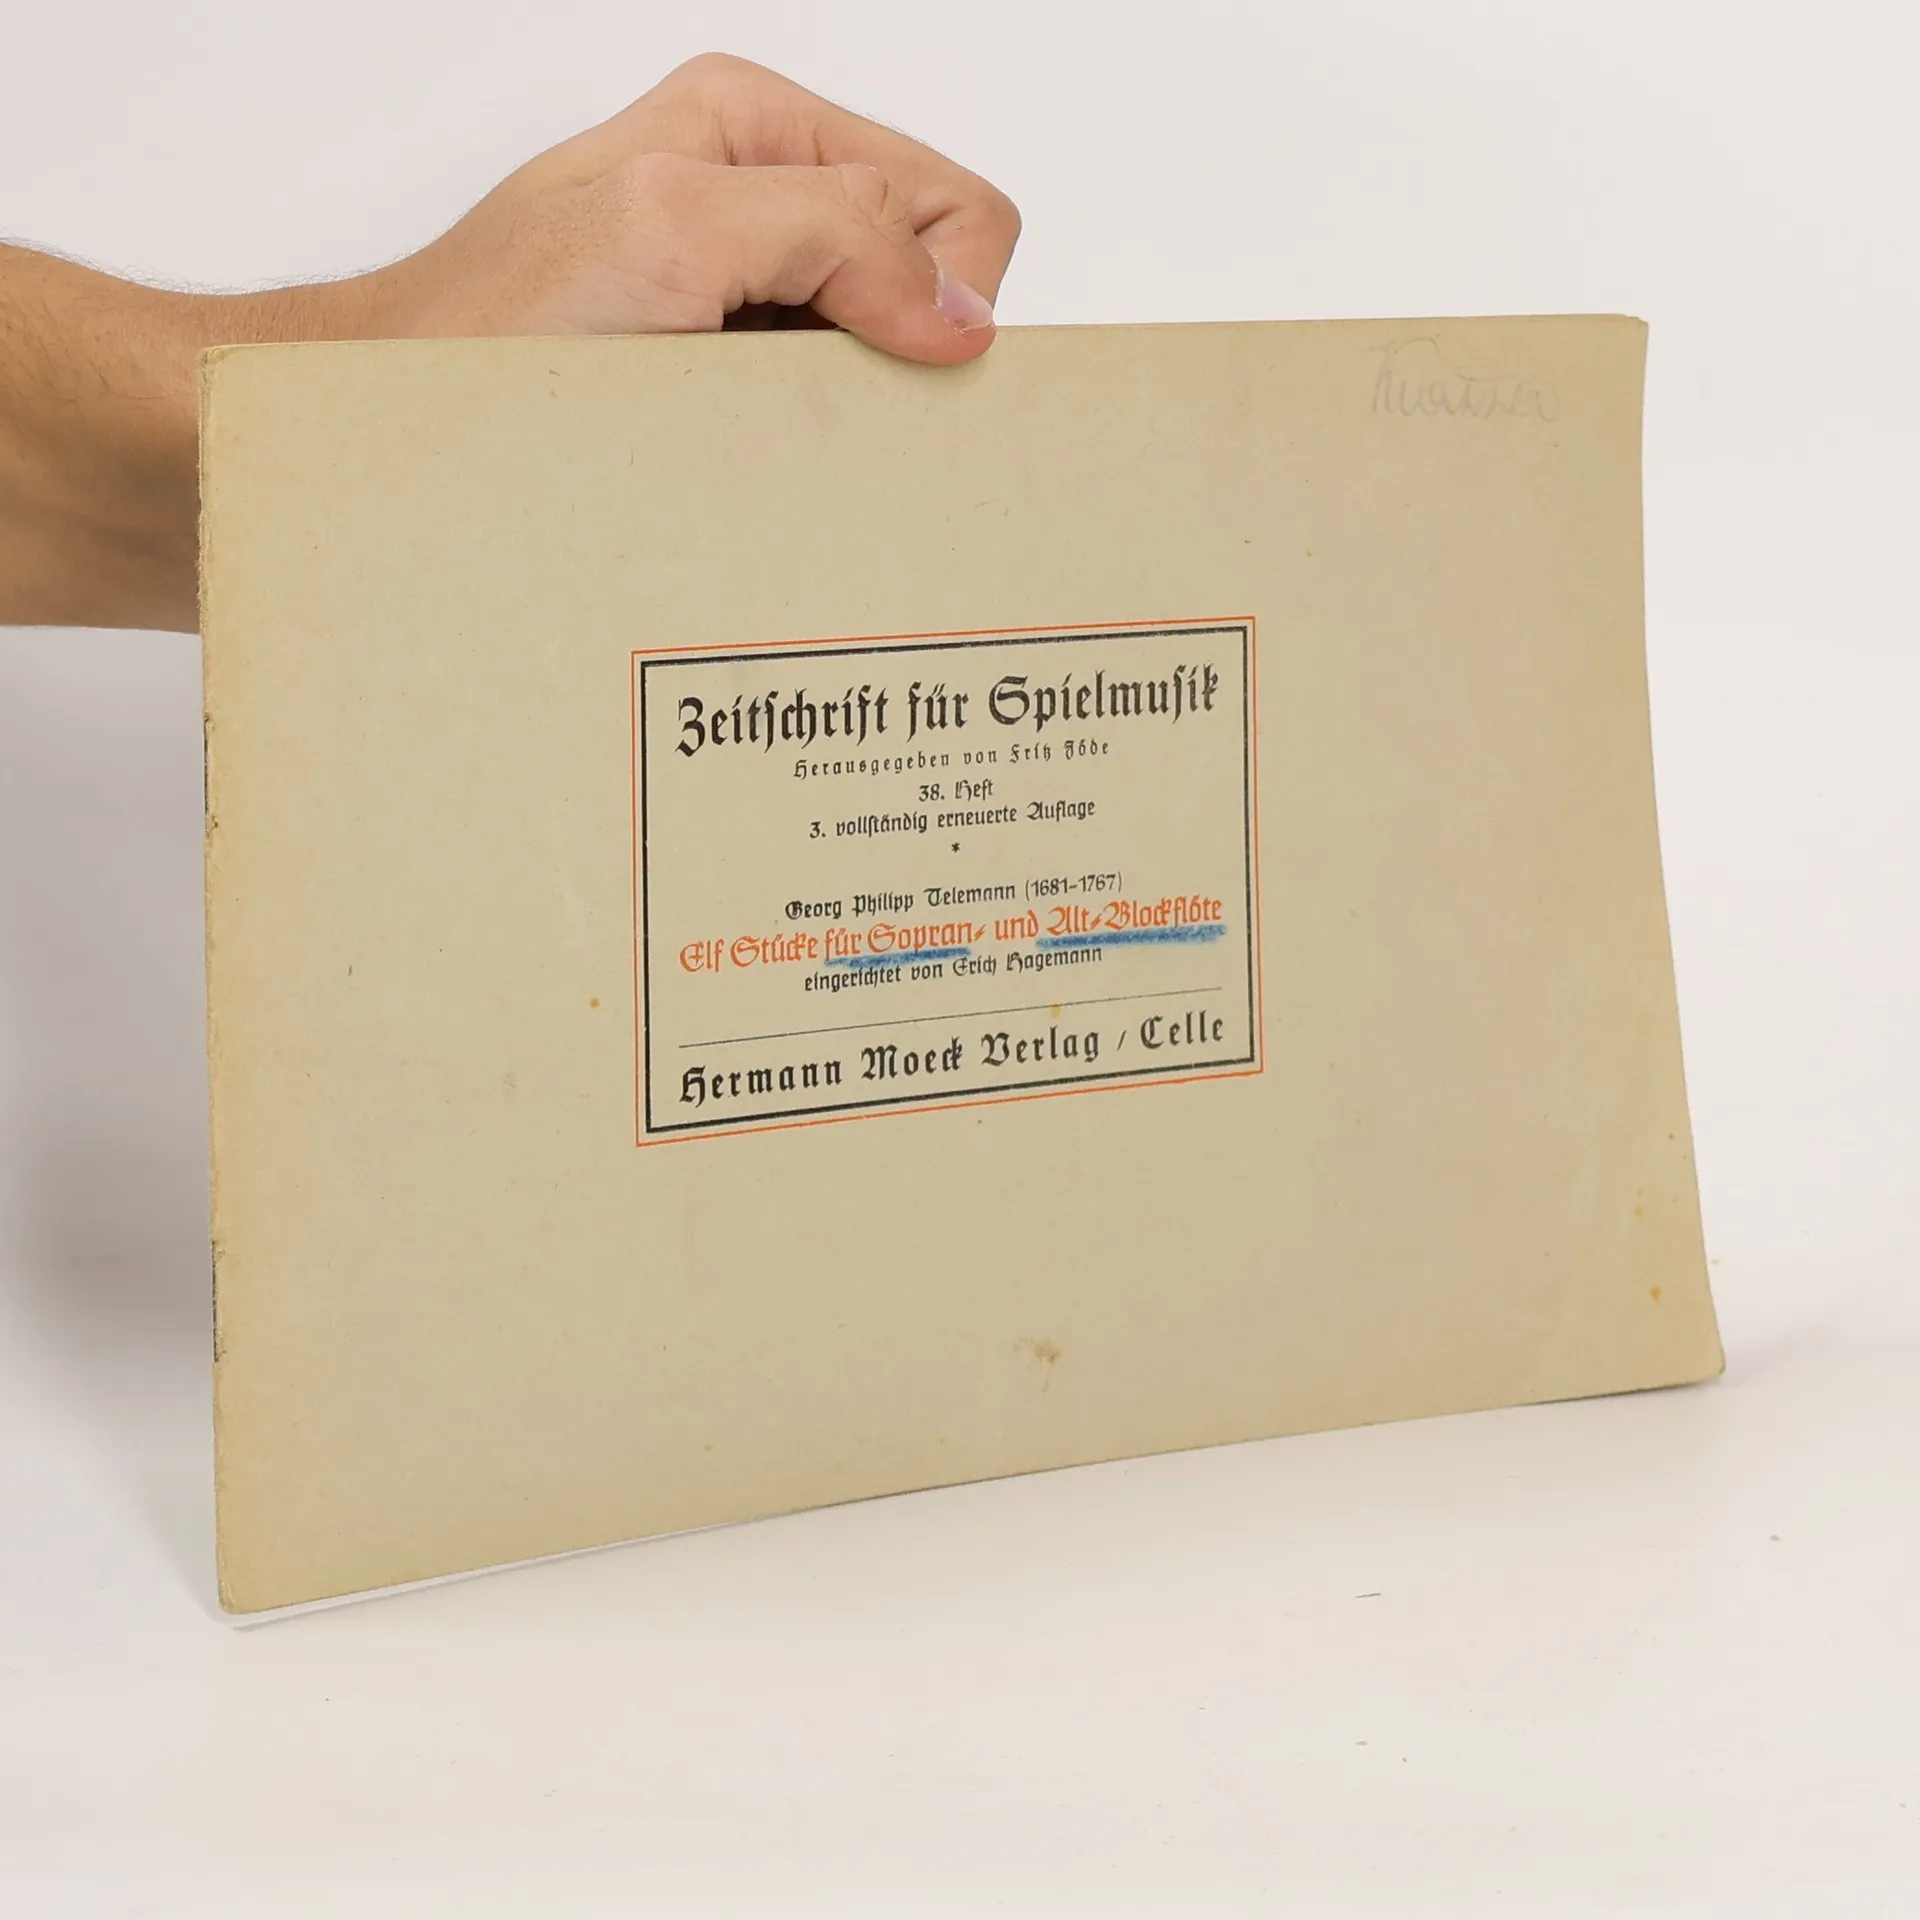 Zeitschrift für Spielmusik
Herausgegeben von Fritz Jöde
38. Heft
3. vollständig erneuerte Auflage
*
Georg Philipp Telemann (1681-1767)
Elf Stücke für Sopran- und Alt-Blockflöte
eingerichtet von Erich Hagemann
Hermann Moeck Verlag / Celle